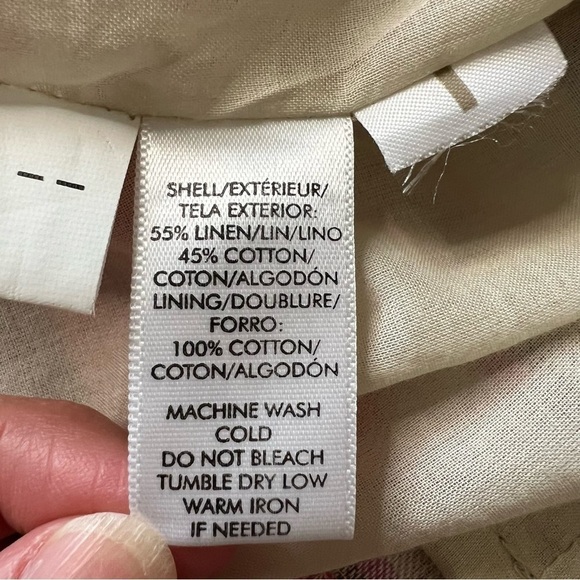 SHELL/EXTÉRIEUR/
TELA EXTERIOR:
55% LINEN/LIN/LINO
45% COTTON/
COTON/ALGODÓN
LINING/DOUBLURE/
FORRO:
100% COTTON/
COTON/ALGODÓN
MACHINE WASH
COLD
DO NOT BLEACH
TUMBLE DRY LOW
WARM IRON
IF NEEDED